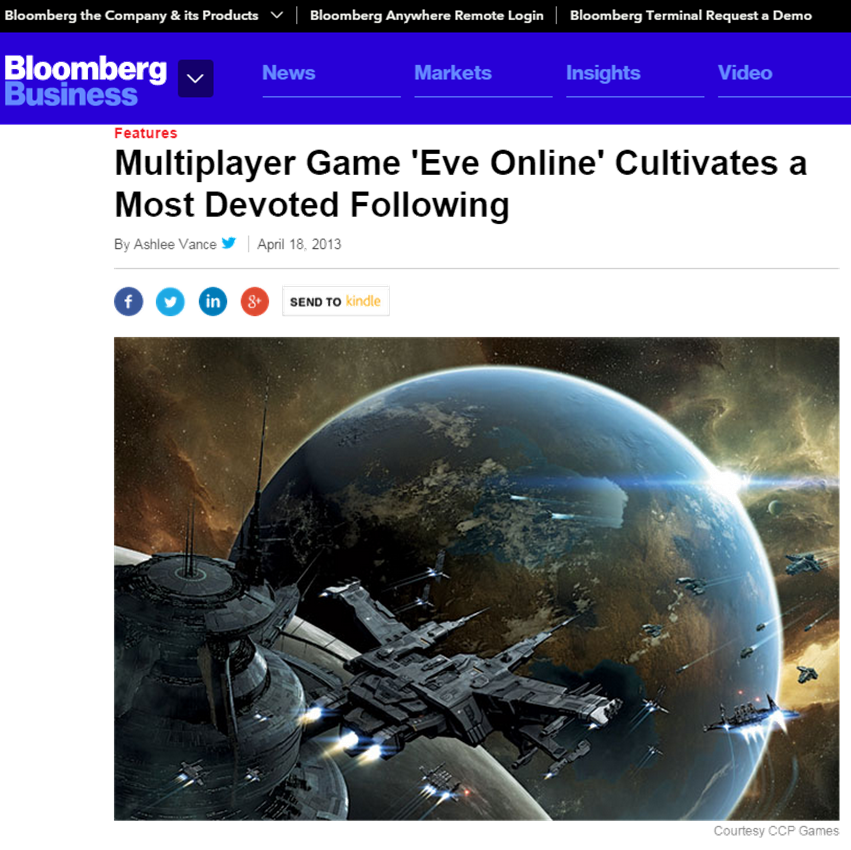 Bloomberg the Company & its Products Bloomberg Anywhere Remote Login Bloomberg Terminal Request a Demo
Bloomberg
Business
News Markets Insights Video
Features
Multiplayer Game 'Eve Online' Cultivates a
Most Devoted Following
By Ashlee Vance April 18, 2013
f in 8+ SEND TO kindle
Courtesy CCP Games